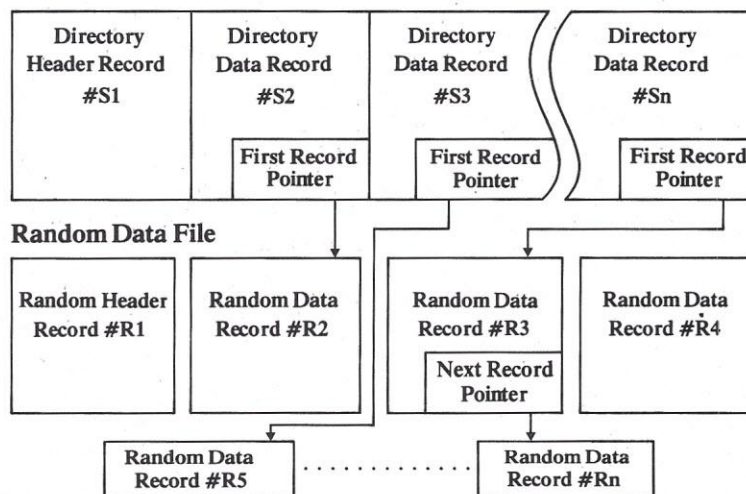 Directory
Header Record
#S1
Directory
Data Record
#S2
First Record
Pointer
Directory
Data Record
#S3
First Record
Pointer
Directory
Data Record
#Sn
First Record
Pointer
Random Data File
Random Header
Record #R1
Random Data
Record #R2
Random Data
Record #R3
Next Record
Pointer
Random Data
Record #R4
Random Data
Record #R5
Random Data
Record #Rn